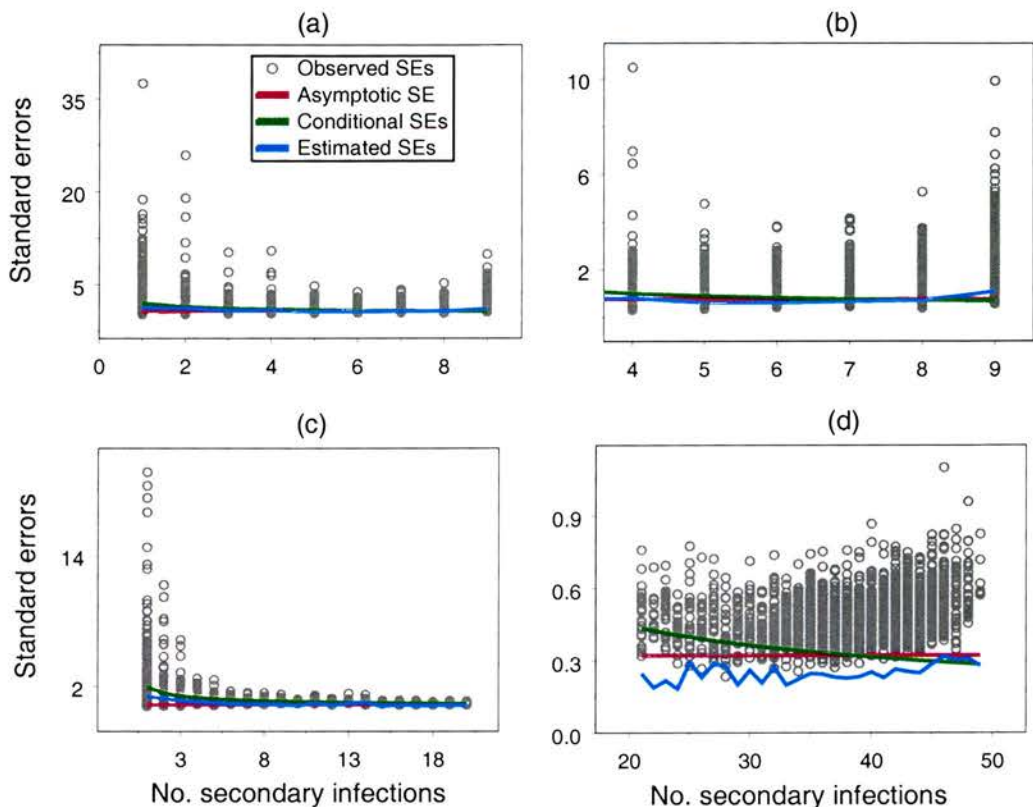 (a)
(b)
Standard errors
35
20
5
0
2
4
6
8
Observed SEs
Asymptotic SE
Conditional SEs
Estimated SEs
10
6
2
4
5
6
7
8
9
(c)
(d)
Standard errors
14
2
3
8
13
18
No. secondary infections
0.9
0.6
0.3
0.0
20
30
40
50
No. secondary infections